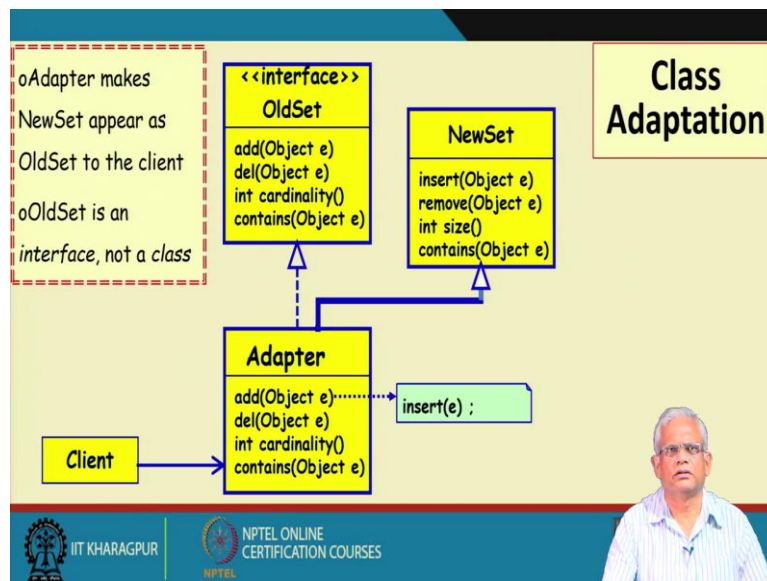 oAdapter makes
NewSet appear as
OldSet to the client
oOldSet is an
interface, not a class
<<interface>>
OldSet
add(Object e)
del(Object e)
int cardinality()
contains(Object e)
NewSet
insert(Object e)
remove(Object e)
int size()
contains(Object e)
Class
Adaptation
Adapter
add(Object e)
del(Object e)
int cardinality()
contains(Object e)
insert(e) ;
Client
IIT KHARAGPUR
NPTEL
NPTEL ONLINE
CERTIFICATION COURSES